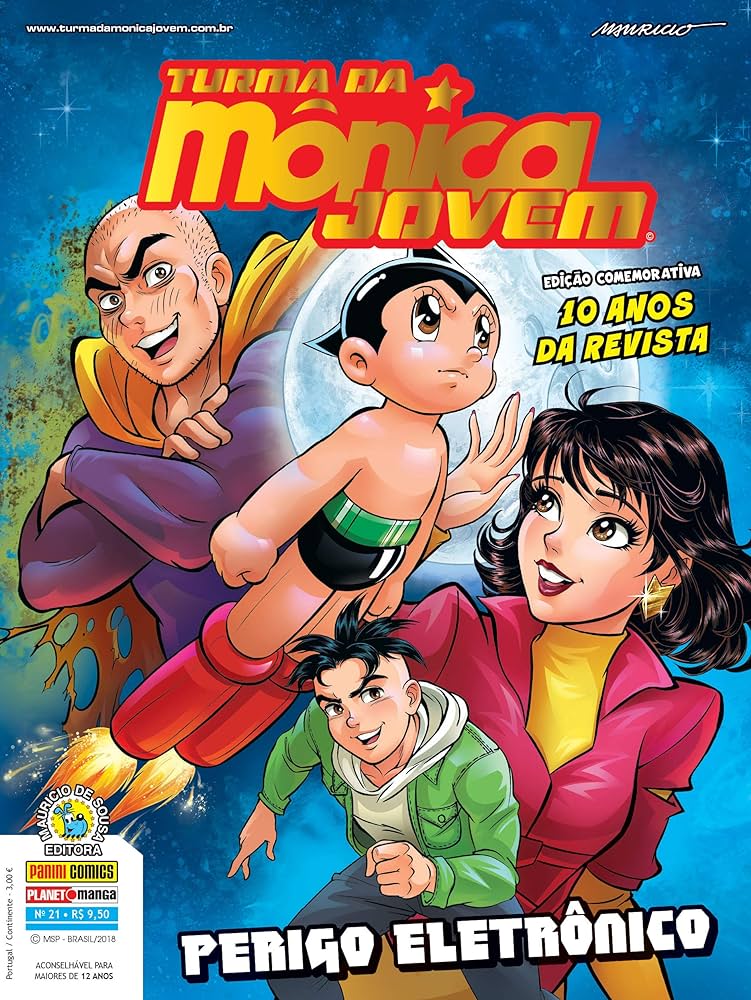 www.turmadamonicajovem.com.br
MAURICIO
TURMA DA
MÔNICA
JOVEM
©
EDIÇÃO COMEMORATIVA
10 ANOS
DA REVISTA
MAURICIO DE SOUSA
EDITORA
PANINI COMICS
PLANET MANGA
Nº 21 • R$ 9,50
© MSP - BRASIL/2018
ACONSELHÁVEL PARA
MAIORES DE 12 ANOS
Portugal / Continente - 3,00 €
PERIGO ELETRÔNICO